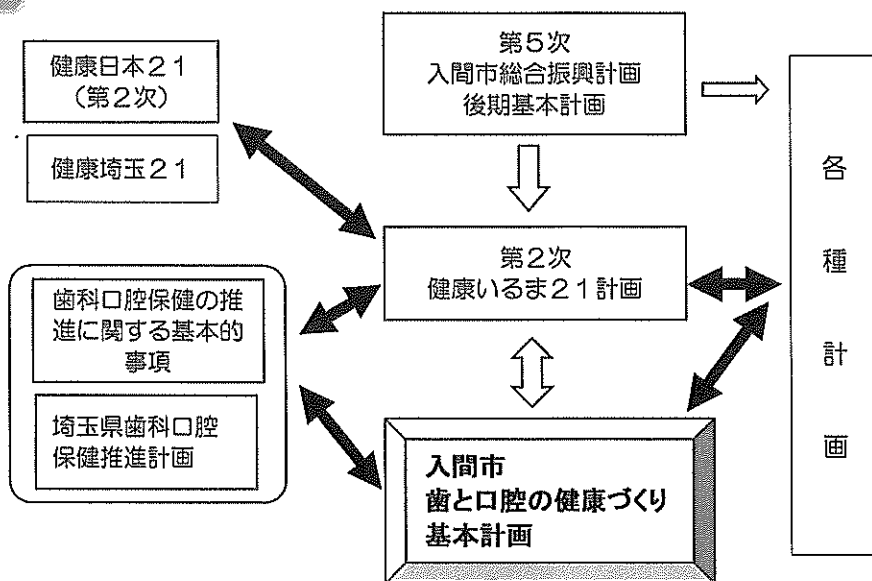 健康日本２１
（第２次）
健康埼玉２１
第５次
入間市総合振興計画
後期基本計画
各種計画
第２次
健康いるま２１計画
歯科口腔保健の推
進に関する基本的
事項
埼玉県歯科口腔
保健推進計画
入間市
歯と口腔の健康づくり
基本計画